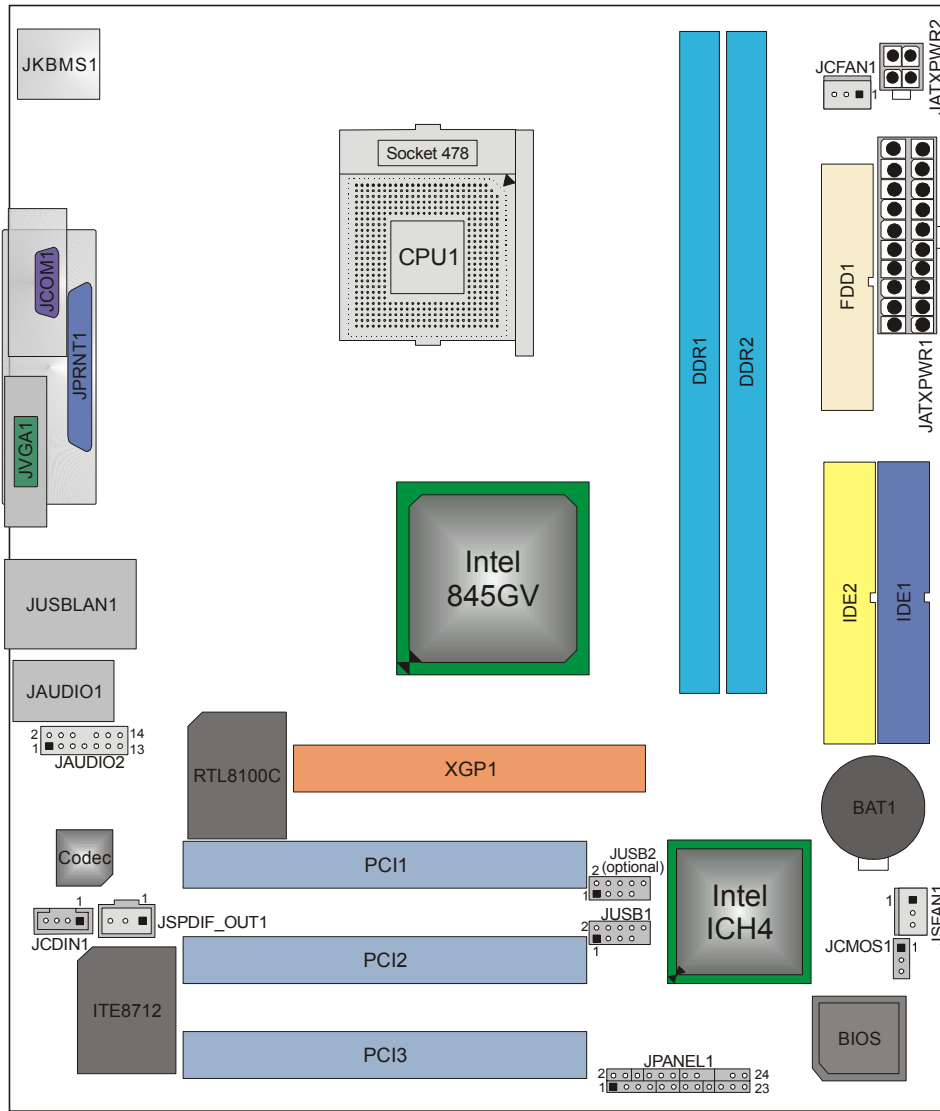 JKBMS1
JATXPWR2
JCFAN1
1
Socket 478
CPU1
JCOM1
JPRNT1
JVGA1
DDR1
DDR2
FDD1
JATXPWR1
Intel
845GV
IDE2
IDE1
JUSBLAN1
JAUDIO1
2
14
1
13
JAUDIO2
RTL8100C
XGP1
BAT1
Codec
PCI1
JUSB2
2 (optional)
1
Intel
ICH4
1
JSFAN1
1
JCDIN1
1
JSPDIF_OUT1
JUSB1
2
1
JCMOS1
1
PCI2
ITE8712
BIOS
PCI3
JPANEL1
2
24
1
23